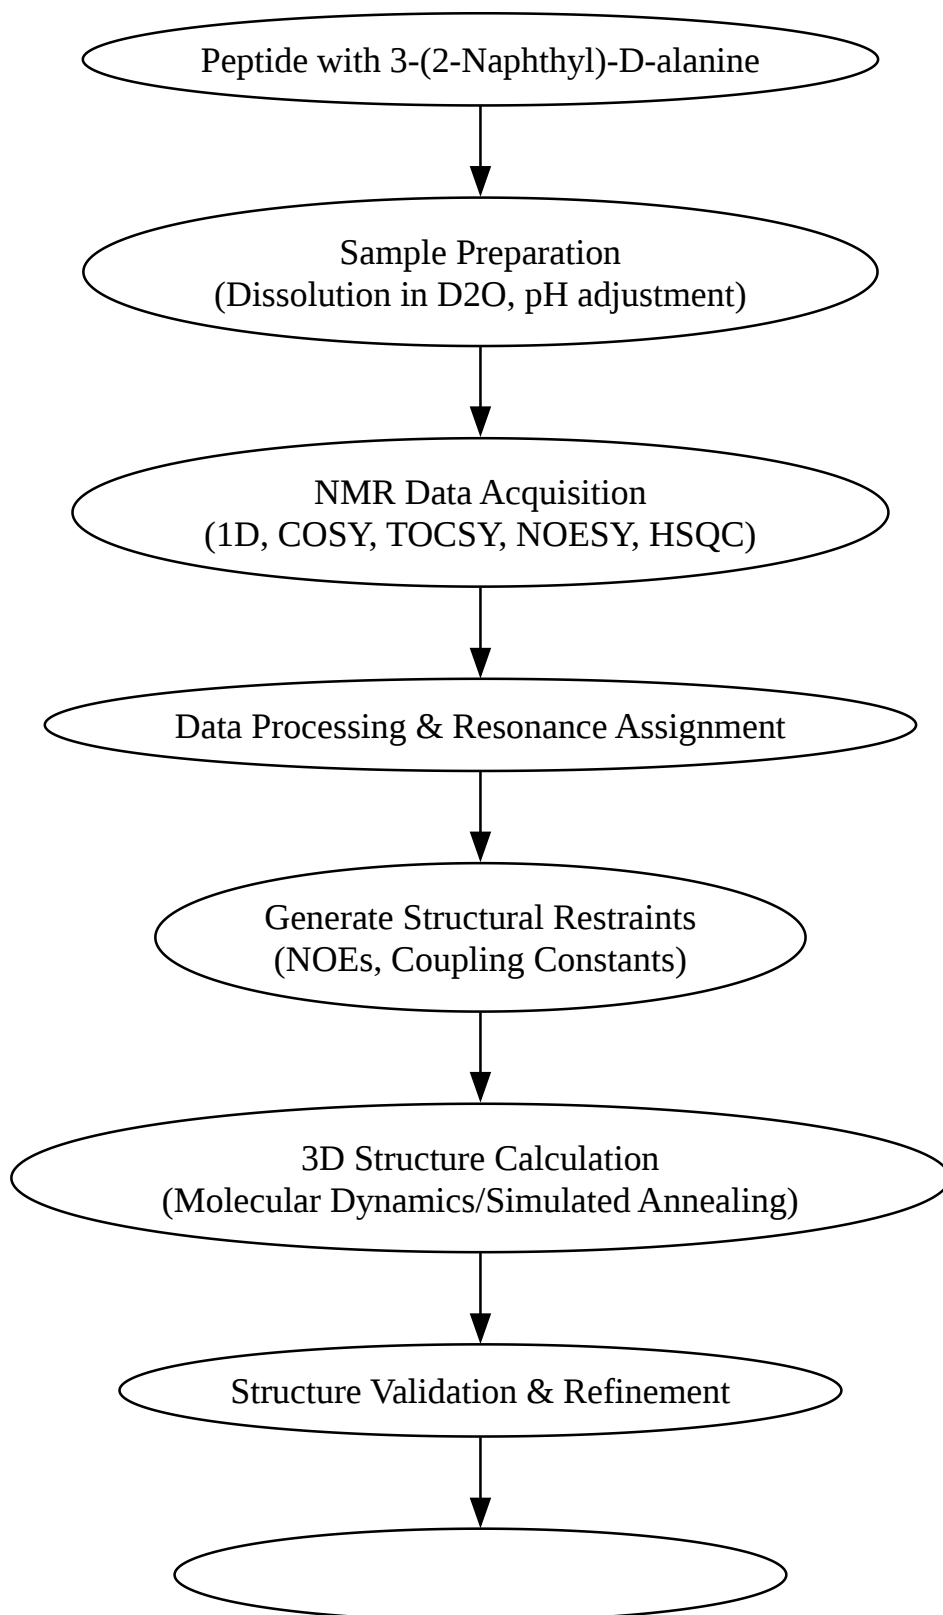 Peptide with 3-(2-Naphthyl)-D-alanine
Sample Preparation
(Dissolution in D2O, pH adjustment)
NMR Data Acquisition
(1D, COSY, TOCSY, NOESY, HSQC)
Data Processing & Resonance Assignment
Generate Structural Restraints
(NOEs, Coupling Constants)
3D Structure Calculation
(Molecular Dynamics/Simulated Annealing)
Structure Validation & Refinement